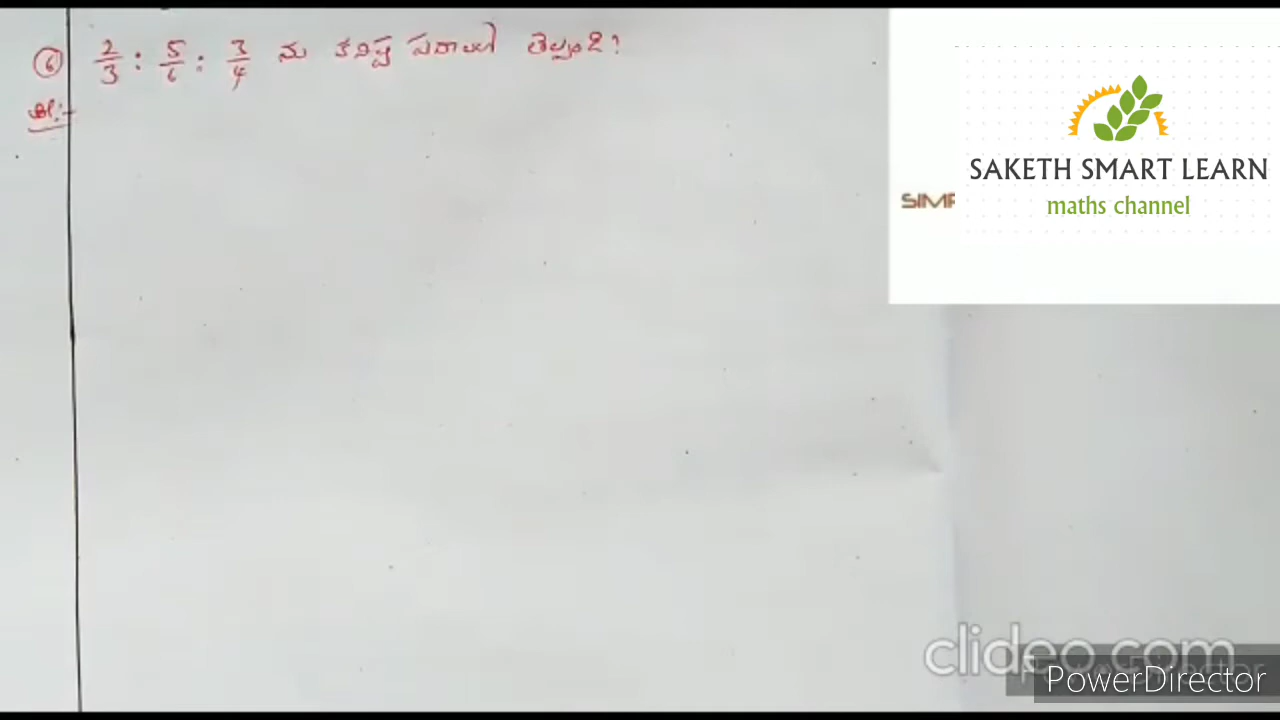 ⑥ 2/3 : 5/6 : 3/4 ను కనిష్ట పదాలలో తెల్పండి?
Sol:-
SAKETH SMART LEARN
maths channel
SIMP
clideo.com
PowerDirector